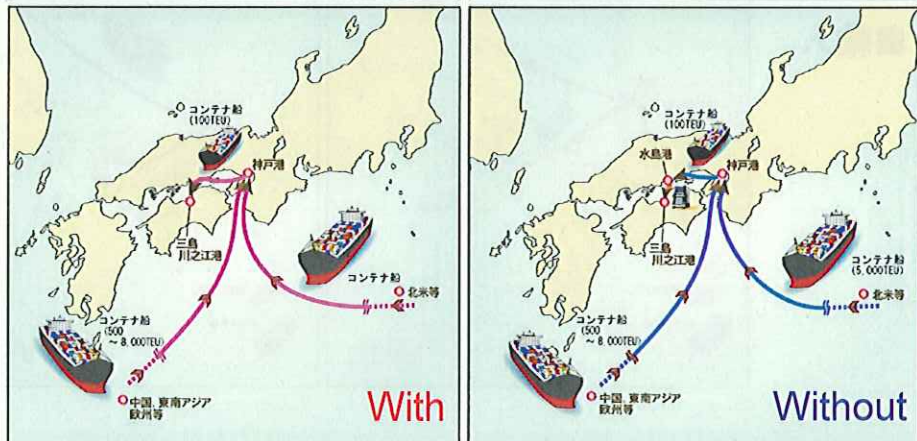 コンテナ船
(100TEU)
神戸港
三島
川之江港
コンテナ船
北米等
コンテナ船
(500
～8,000TEU)
中国、東南アジア
欧州等
With
コンテナ船
(100TEU)
水島港
神戸港
三島
川之江港
コンテナ船
(5,000TEU)
北米等
コンテナ船
(500
～8,000TEU)
中国、東南アジア
欧州等
Without